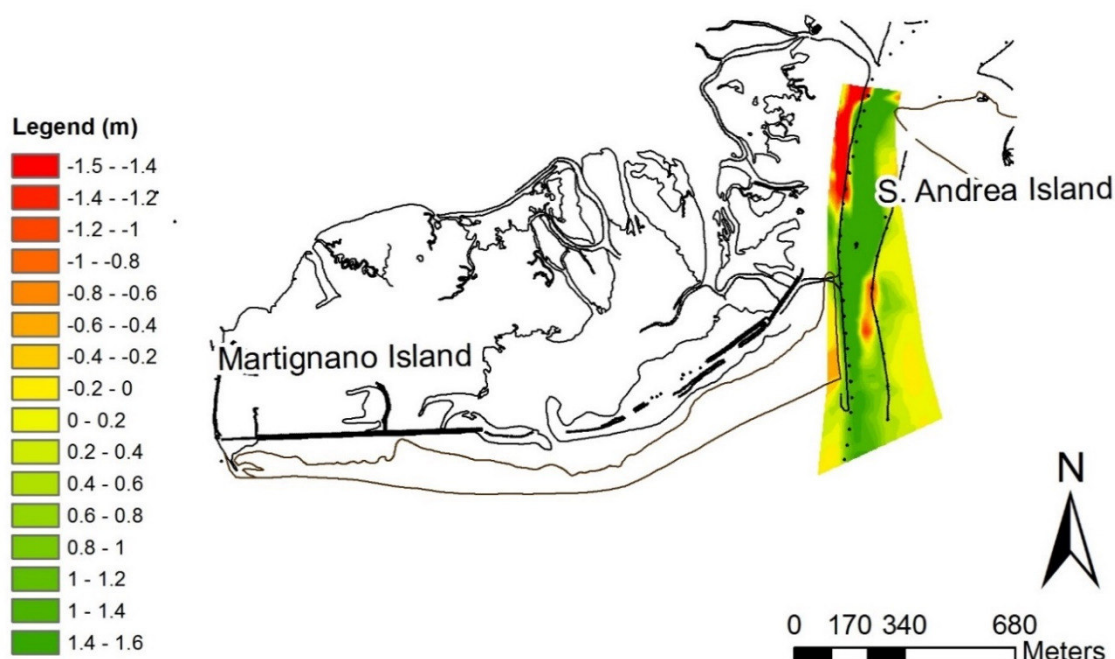 Legend (m)
-1.5 - -1.4
-1.4 - -1.2
-1.2 - -1
-1 - -0.8
-0.8 - -0.6
-0.6 - -0.4
-0.4 - -0.2
-0.2 - 0
0 - 0.2
0.2 - 0.4
0.4 - 0.6
0.6 - 0.8
0.8 - 1
1 - 1.2
1 - 1.4
1.4 - 1.6
S. Andrea Island
Martignano Island
N
0 170 340 680
Meters